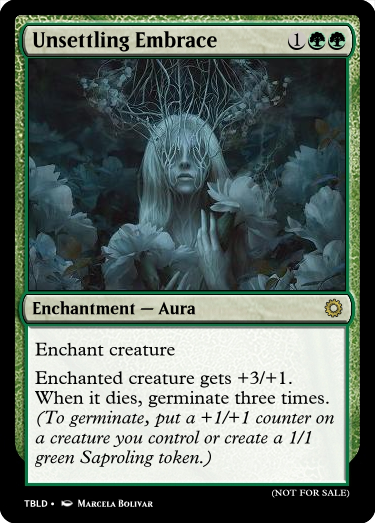 Unsettling Embrace 1
Enchantment — Aura
Enchant creature
Enchanted creature gets +3/+1.
When it dies, germinate three times.
(To germinate, put a +1/+1 counter on
a creature you control or create a 1/1
green Saproling token.)
(NOT FOR SALE)
TBLD • Marcela Bolivar